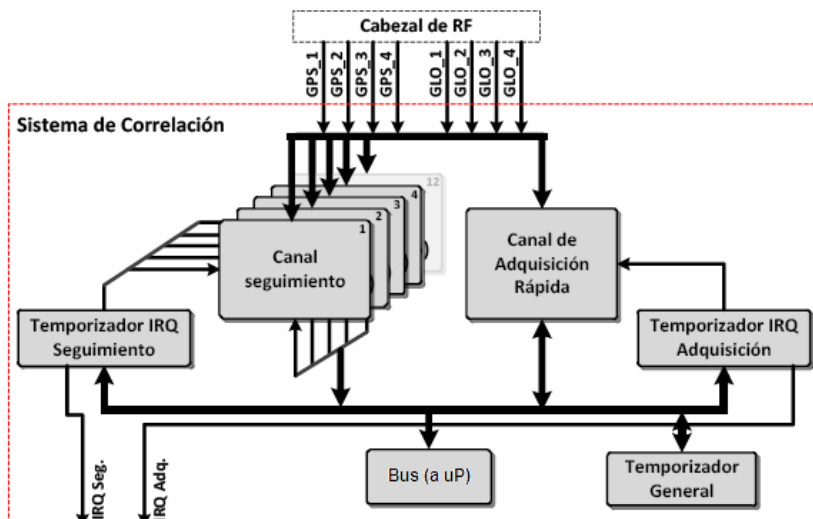 Cabezal de RF
GPS_1
GPS_2
GPS_3
GPS_4
GLO_1
GLO_2
GLO_3
GLO_4
Sistema de Correlación
12
4
3
2
1
Canal
seguimiento
Canal de
Adquisición
Rápida
Temporizador IRQ
Seguimiento
Temporizador IRQ
Adquisición
Bus (a uP)
Temporizador
General
IRQ Seg.
IRQ Adq.